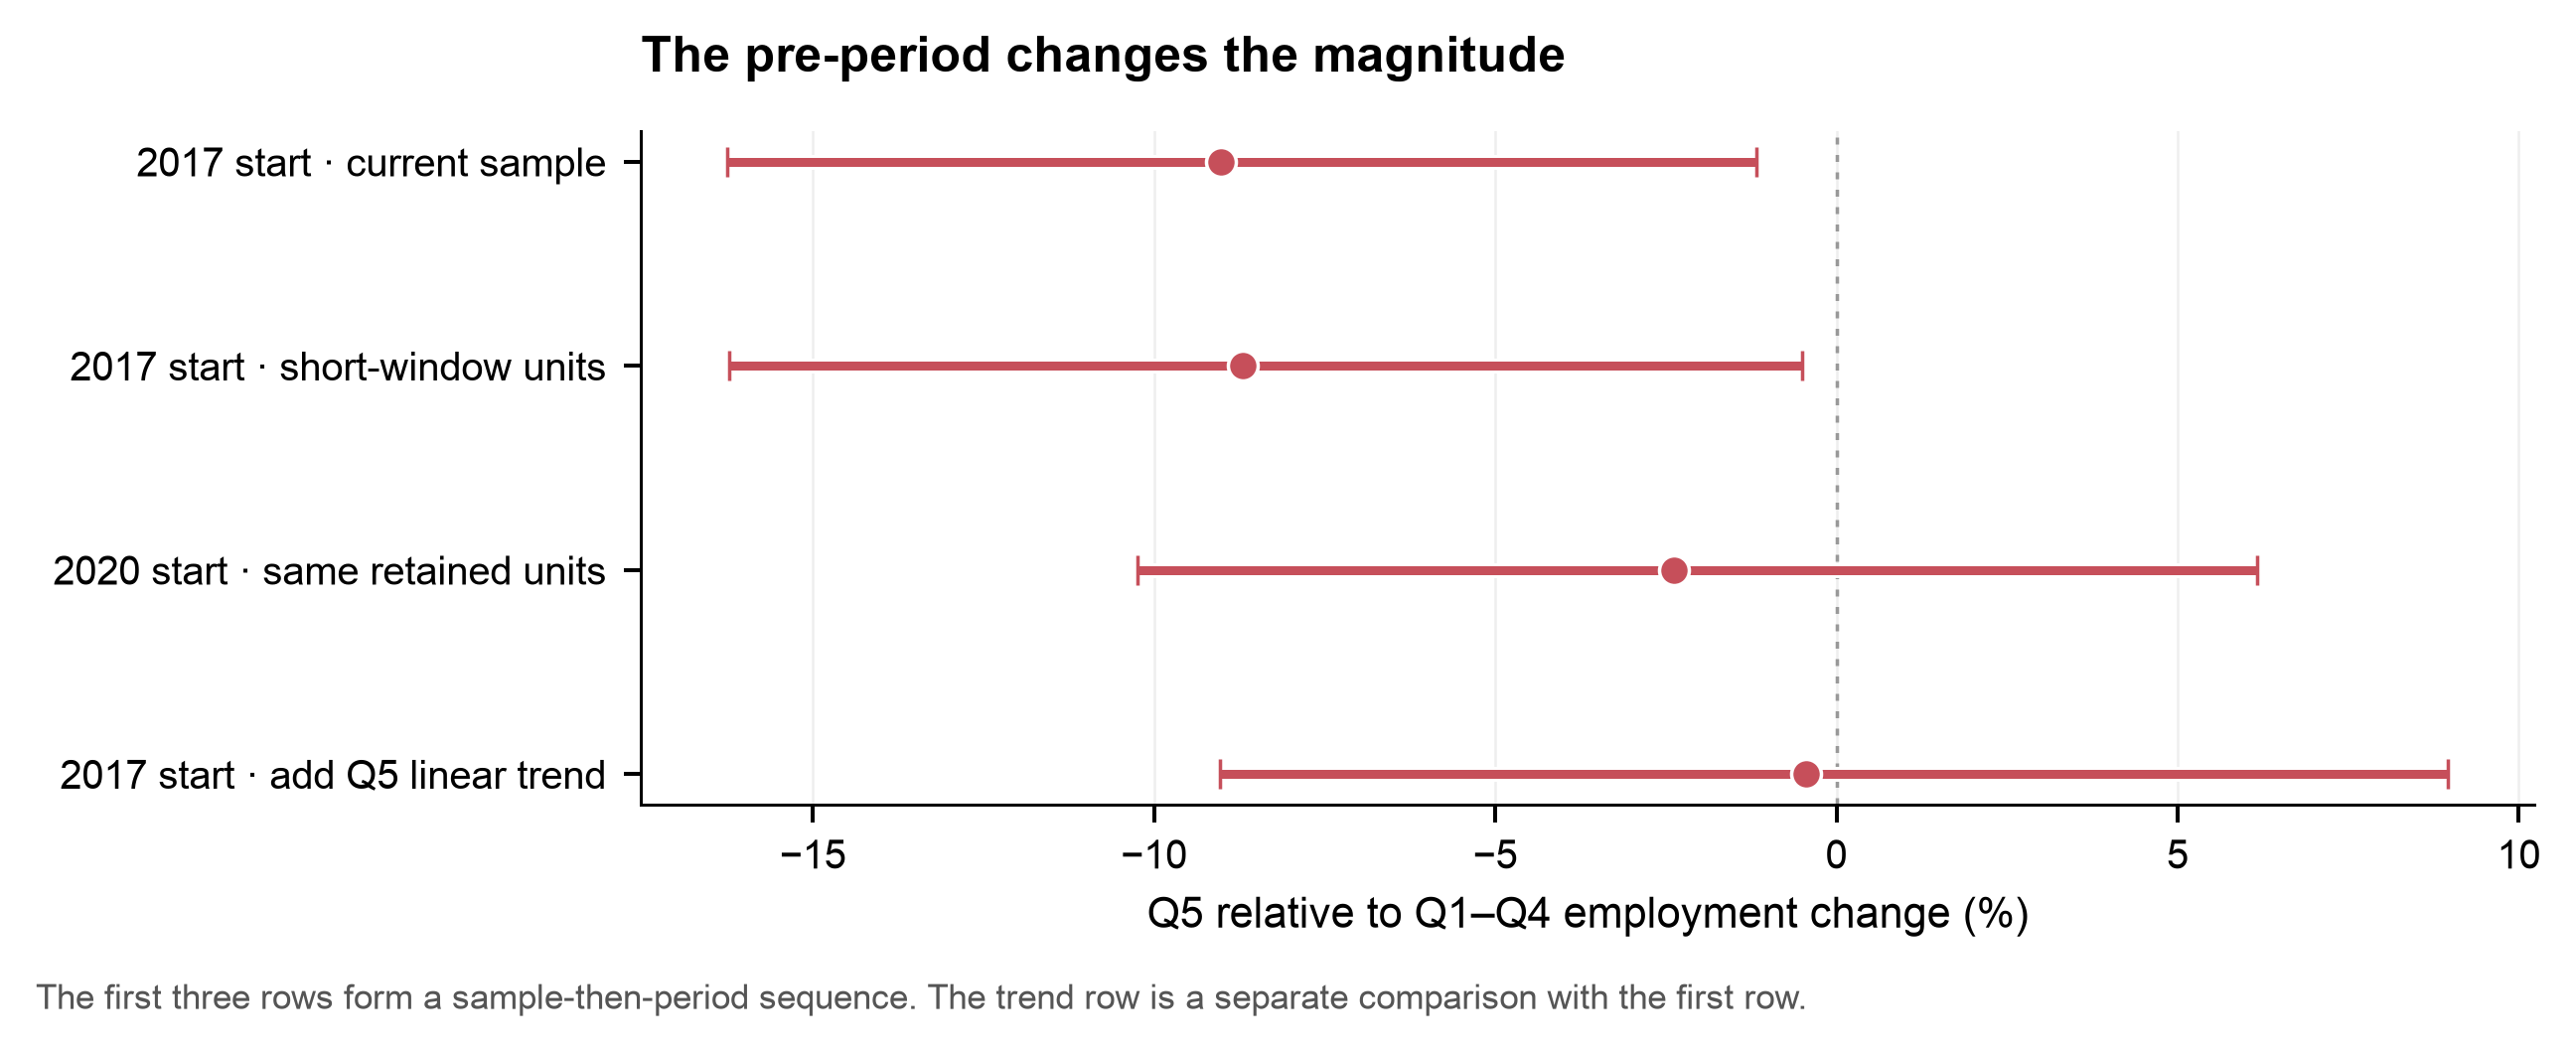 The pre-period changes the magnitude
2017 start · current sample
2017 start · short-window units
2020 start · same retained units
2017 start · add Q5 linear trend
−15 −10 −5 0 5 10
Q5 relative to Q1–Q4 employment change (%)
The first three rows form a sample-then-period sequence. The trend row is a separate comparison with the first row.